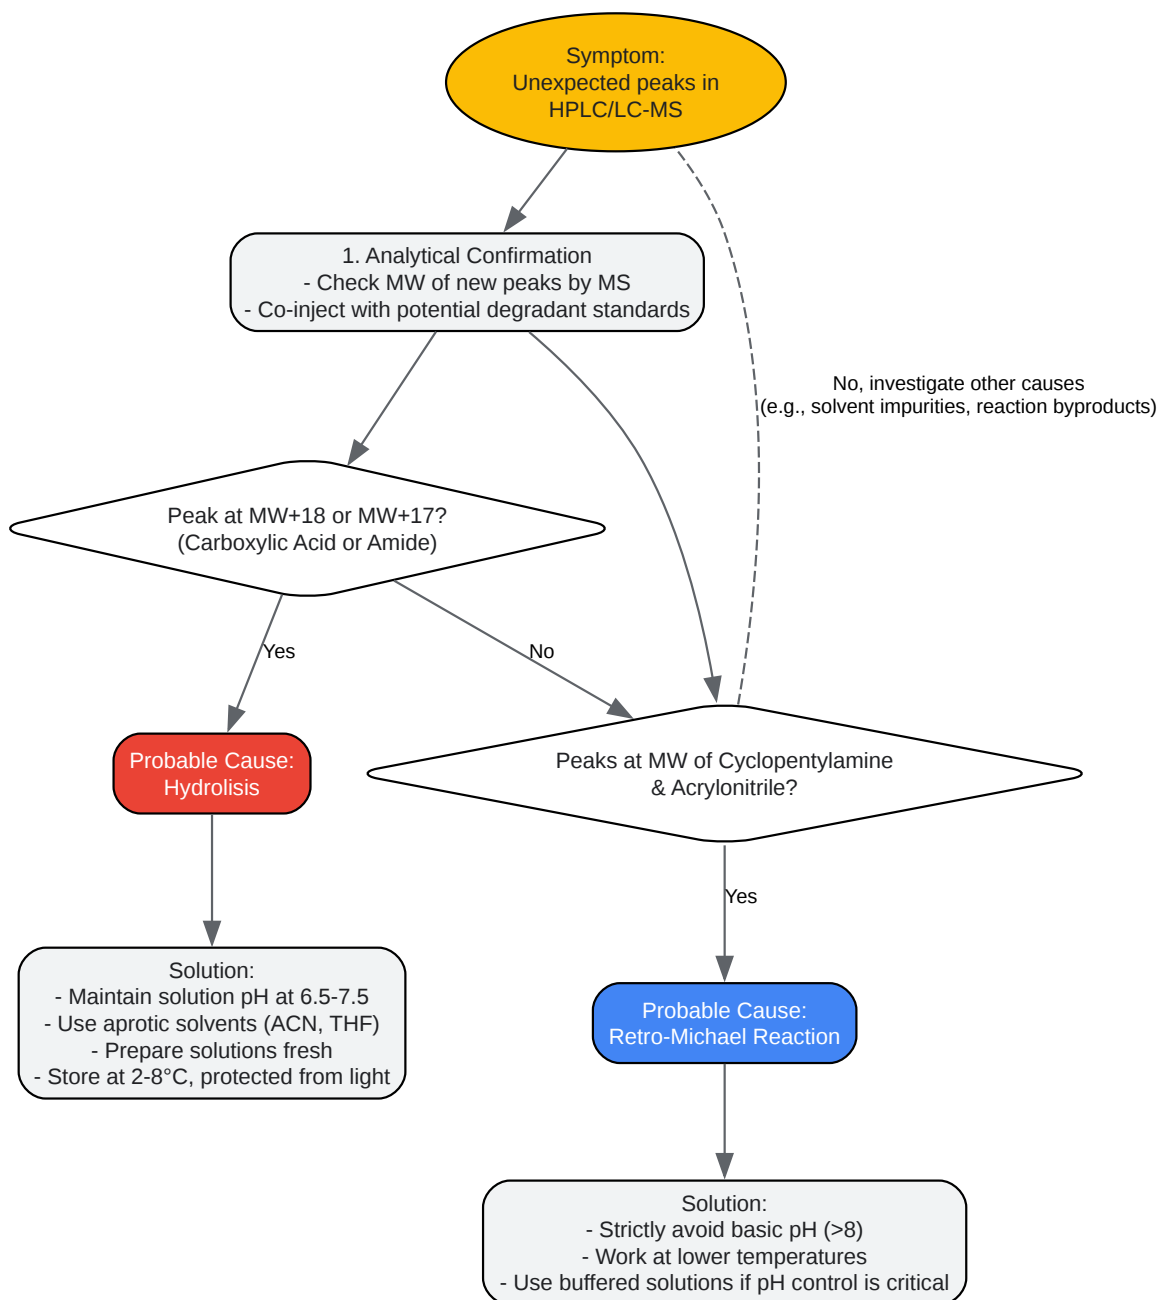 Symptom:
Unexpected peaks in
HPLC/LC-MS
1. Analytical Confirmation
- Check MW of new peaks by MS
- Co-inject with potential degradant standards
No, investigate other causes
(e.g., solvent impurities, reaction byproducts)
Peak at MW+18 or MW+17?
(Carboxylic Acid or Amide)
Yes
No
Probable Cause:
Hydrolisis
Peaks at MW of Cyclopentylamine
& Acrylonitrile?
Yes
Solution:
- Maintain solution pH at 6.5-7.5
- Use aprotic solvents (ACN, THF)
- Prepare solutions fresh
- Store at 2-8°C, protected from light
Probable Cause:
Retro-Michael Reaction
Solution:
- Strictly avoid basic pH (>8)
- Work at lower temperatures
- Use buffered solutions if pH control is critical